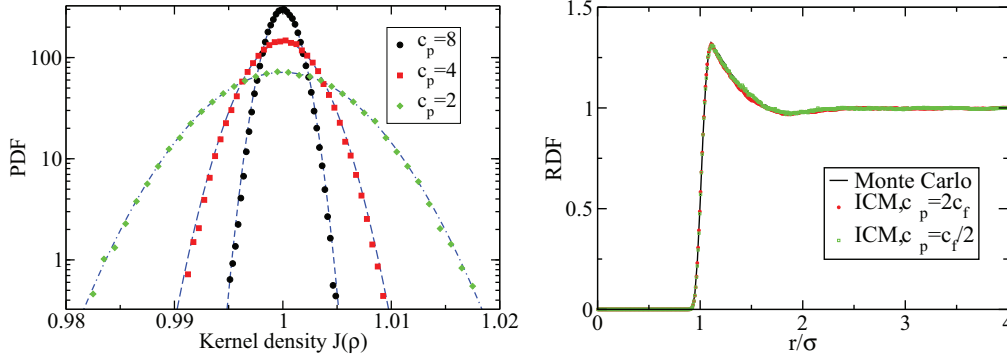 100
10
1
PDF
0.98
0.99
1
1.01
1.02
Kernel density J(ρ)
c_p=8
c_p=4
c_p=2
1.5
1.0
0.5
0
RDF
0
1
2
3
4
r/σ
Monte Carlo
ICM,c_p=2c_f
ICM,c_p=c_f/2